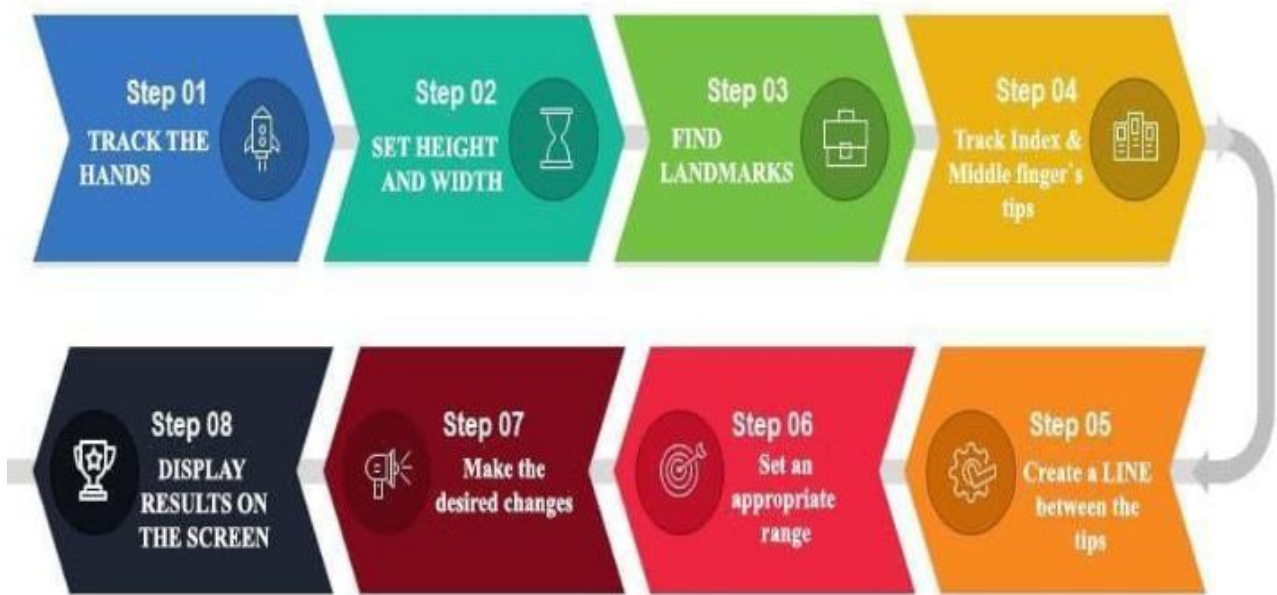 Step 01
TRACK THE
HANDS
Step 02
SET HEIGHT
AND WIDTH
Step 03
FIND
LANDMARKS
Step 04
Track Index &
Middle finger`s
tips
Step 05
Create a LINE
between the
tips
Step 06
Set an
appropriate
range
Step 07
Make the
desired changes
Step 08
DISPLAY
RESULTS ON
THE SCREEN